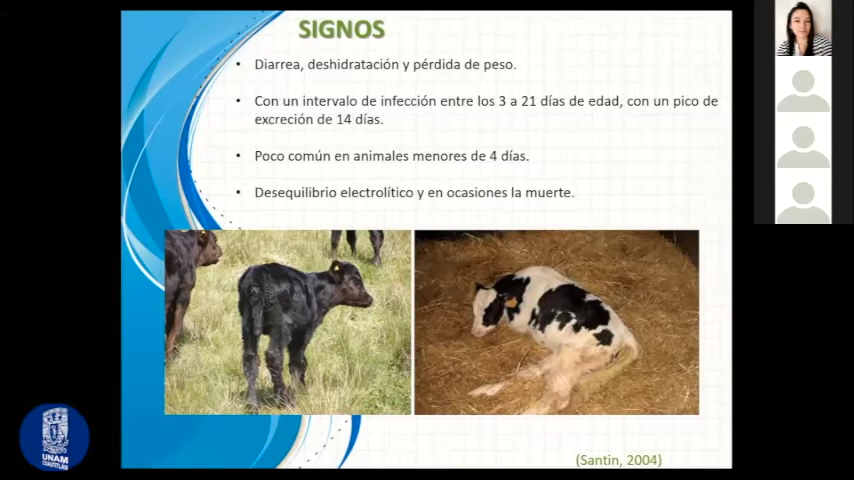 SIGNOS
• Diarrea, deshidratación y pérdida de peso.
• Con un intervalo de infección entre los 3 a 21 días de edad, con un pico de
excreción de 14 días.
• Poco común en animales menores de 4 días.
• Desequilibrio electrolítico y en ocasiones la muerte.
UNAM
CUAUTITLÁN
(Santin, 2004)